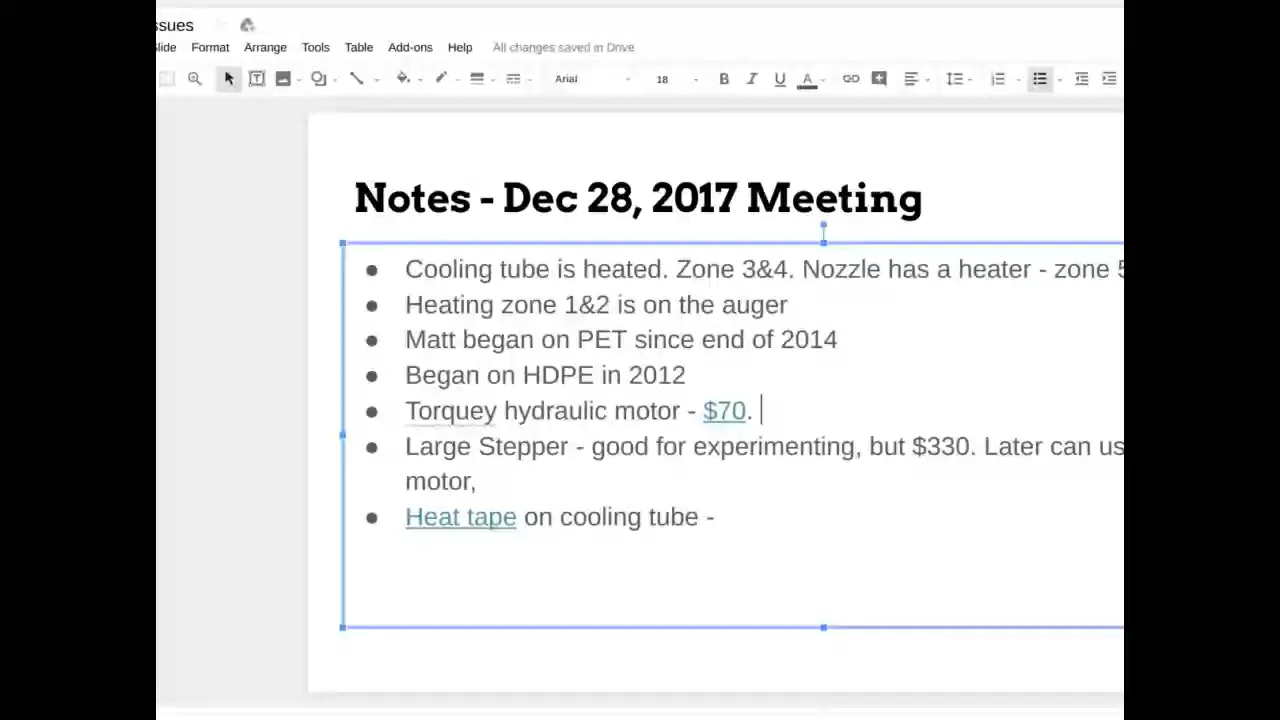 ssues
lide Format Arrange Tools Table Add-ons Help All changes saved in Drive
Arial 18 B I U A
Notes - Dec 28, 2017 Meeting
● Cooling tube is heated. Zone 3&4. Nozzle has a heater - zone 5
● Heating zone 1&2 is on the auger
● Matt began on PET since end of 2014
● Began on HDPE in 2012
● Torquey hydraulic motor - $70.
● Large Stepper - good for experimenting, but $330. Later can us
motor,
● Heat tape on cooling tube -